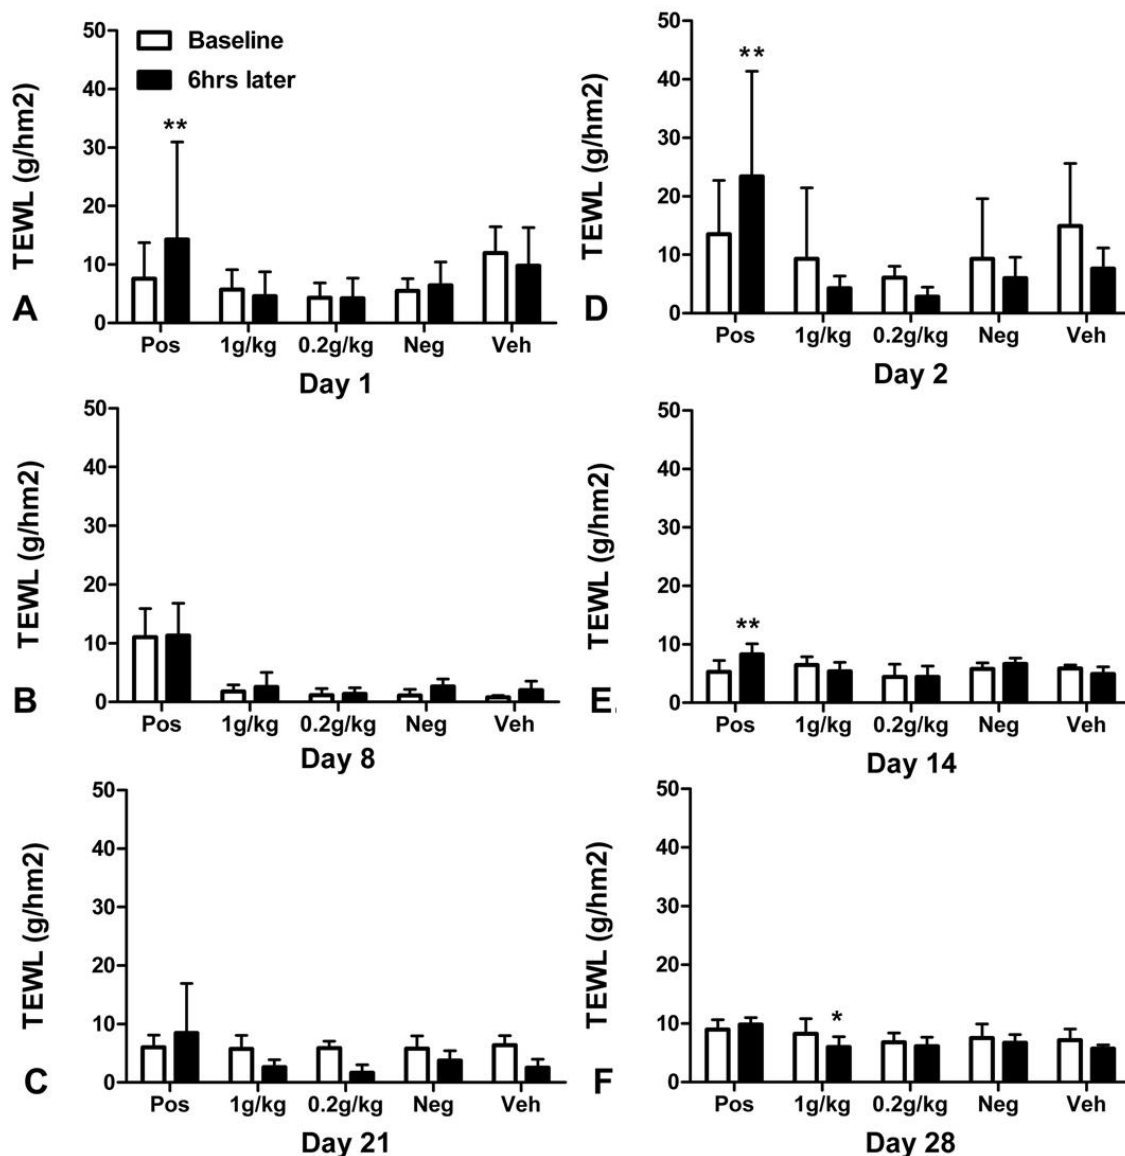 50
Baseline
40
6hrs later
30
**
20
10
0
TEWL (g/hm2)
A
Pos 1g/kg 0.2g/kg Neg Veh
Day 1
50
**
40
30
20
10
0
TEWL (g/hm2)
D
Pos 1g/kg 0.2g/kg Neg Veh
Day 2
50
40
30
20
10
0
TEWL (g/hm2)
B
Pos 1g/kg 0.2g/kg Neg Veh
Day 8
50
40
30
20
10
**
0
TEWL (g/hm2)
E
Pos 1g/kg 0.2g/kg Neg Veh
Day 14
50
40
30
20
10
0
TEWL (g/hm2)
C
Pos 1g/kg 0.2g/kg Neg Veh
Day 21
50
40
30
20
10
*
0
TEWL (g/hm2)
F
Pos 1g/kg 0.2g/kg Neg Veh
Day 28